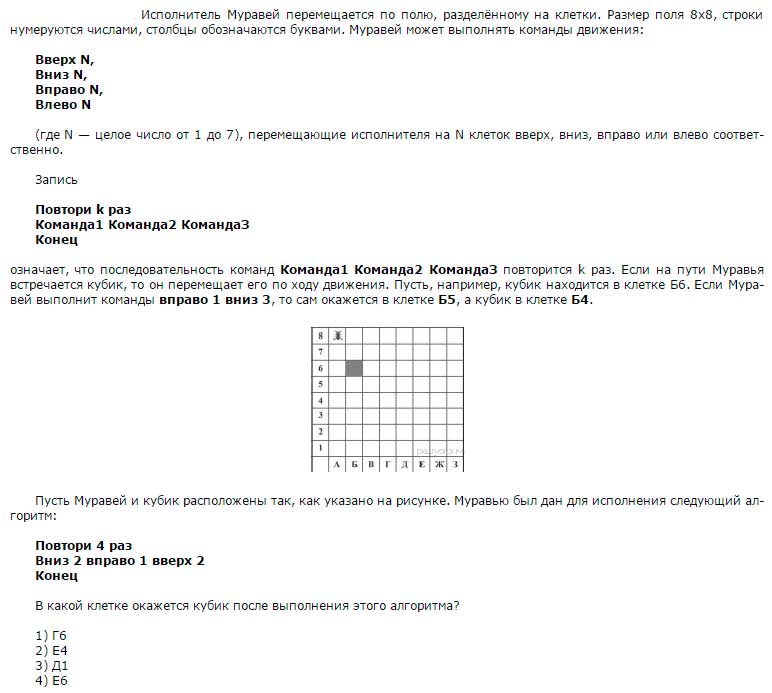 Исполнитель Муравей перемещается по полю, разделённому на клетки. Размер поля 8x8, строки
нумеруются числами, столбцы обозначаются буквами. Муравей может выполнять команды движения:
Вверх N,
Вниз N,
Вправо N,
Влево N
(где N — целое число от 1 до 7), перемещающие исполнителя на N клеток вверх, вниз, вправо или влево соответ-
ственно.
Запись
Повтори k раз
Команда1 Команда2 Команда3
Конец
означает, что последовательность команд Команда1 Команда2 Команда3 повторится k раз. Если на пути Муравья
встречается кубик, то он перемещает его по ходу движения. Пусть, например, кубик находится в клетке Б6. Если Мура-
вей выполнит команды вправо 1 вниз 3, то сам окажется в клетке Б5, а кубик в клетке Б4.
8
7
6
5
4
3
2
1
А Б В Г Д Е Ж З
Пусть Муравей и кубик расположены так, как указано на рисунке. Муравью был дан для исполнения следующий ал-
горитм:
Повтори 4 раз
Вниз 2 вправо 1 вверх 2
Конец
В какой клетке окажется кубик после выполнения этого алгоритма?
1) Г6
2) Е4
3) Д1
4) Е6